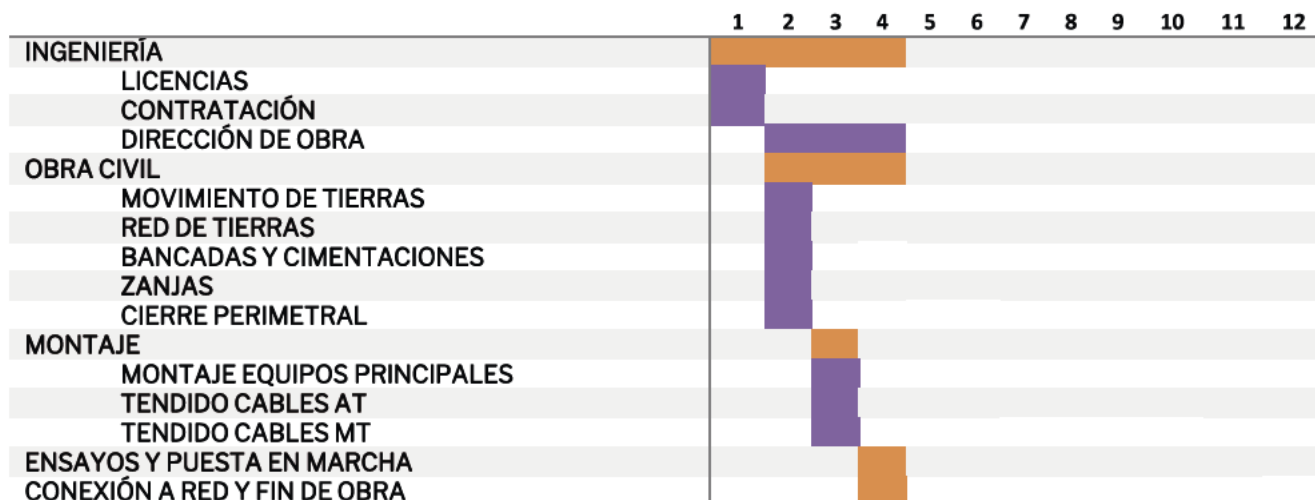 1 2 3 4 5 6 7 8 9 10 11 12
INGENIERÍA
LICENCIAS
CONTRATACIÓN
DIRECCIÓN DE OBRA
OBRA CIVIL
MOVIMIENTO DE TIERRAS
RED DE TIERRAS
BANCADAS Y CIMENTACIONES
ZANJAS
CIERRE PERIMETRAL
MONTAJE
MONTAJE EQUIPOS PRINCIPALES
TENDIDO CABLES AT
TENDIDO CABLES MT
ENSAYOS Y PUESTA EN MARCHA
CONEXIÓN A RED Y FIN DE OBRA